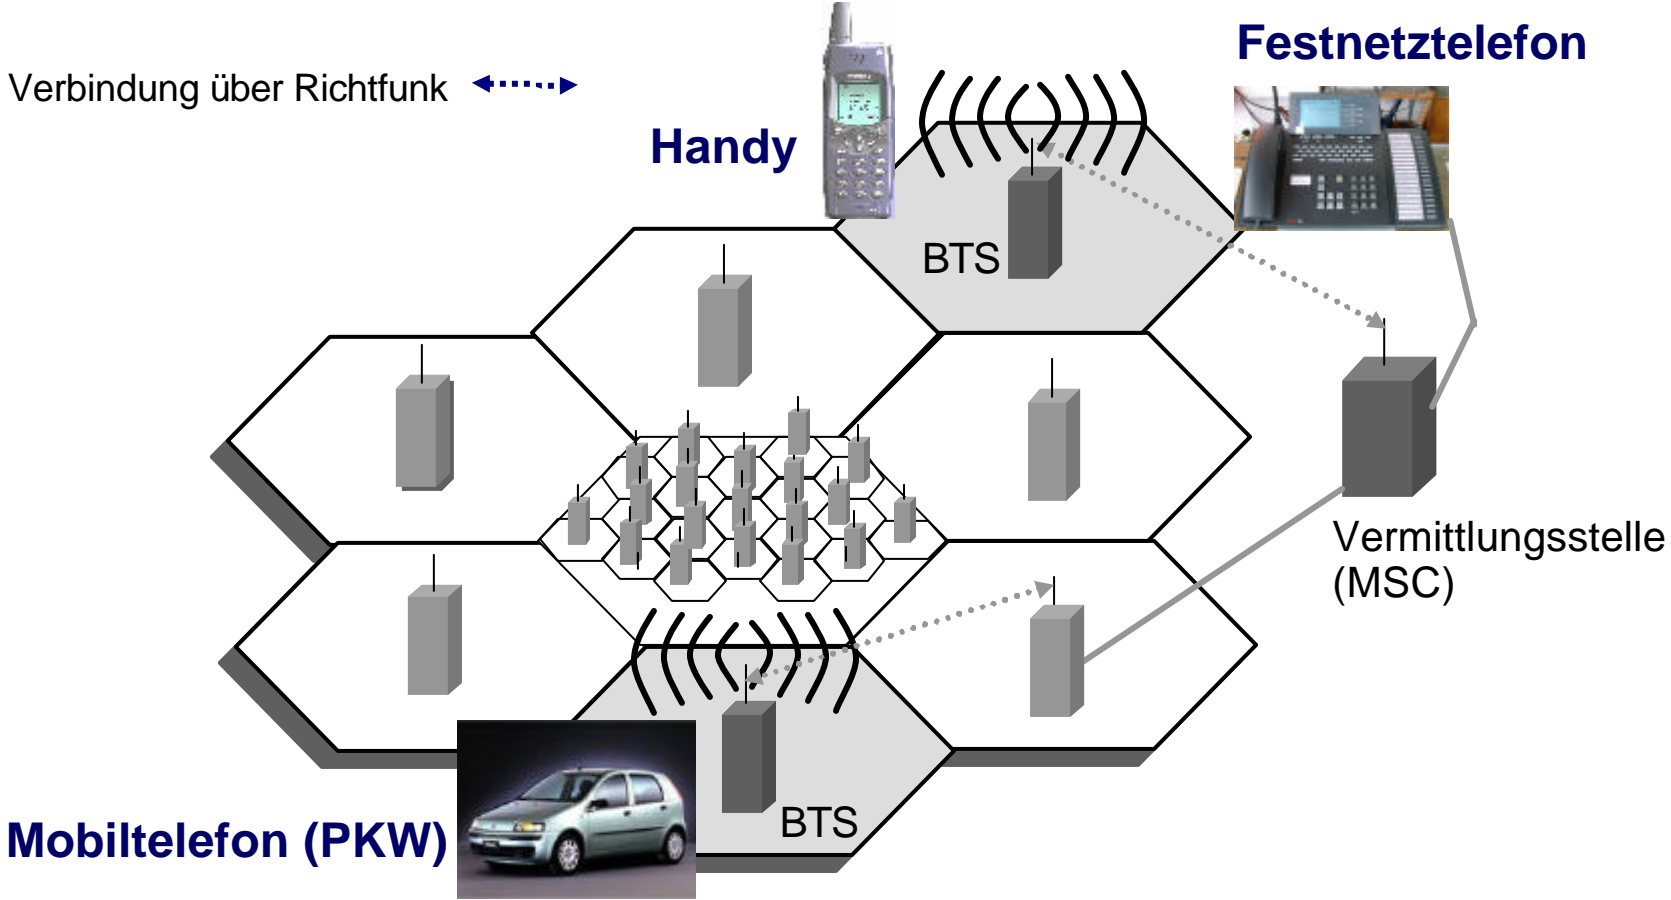 Festnetztelefon
Verbindung über Richtfunk
Handy
BTS
Vermittlungsstelle
(MSC)
BTS
Mobiltelefon (PKW)